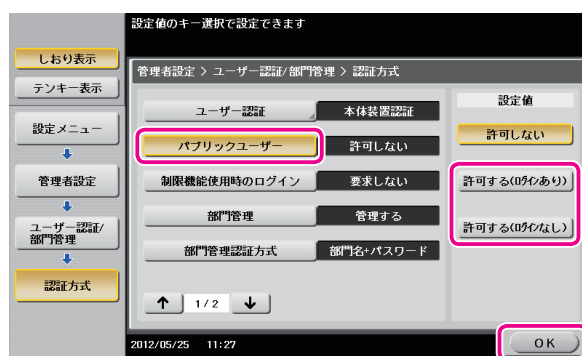 設定値のキー選択で設定できます
しおり表示
テンキー表示
設定メニュー
管理者設定
ユーザー認証/
部門管理
認証方式
管理者設定 > ユーザー認証/部門管理 > 認証方式
ユーザー認証 本体装置認証
パブリックユーザー 許可しない
制限機能使用時のログイン 要求しない
部門管理 管理する
部門管理認証方式 部門名+パスワード
↑ 1/2 ↓
設定値
許可しない
許可する(ログインあり)
許可する(ログインなし)
2012/05/25 11:27
OK